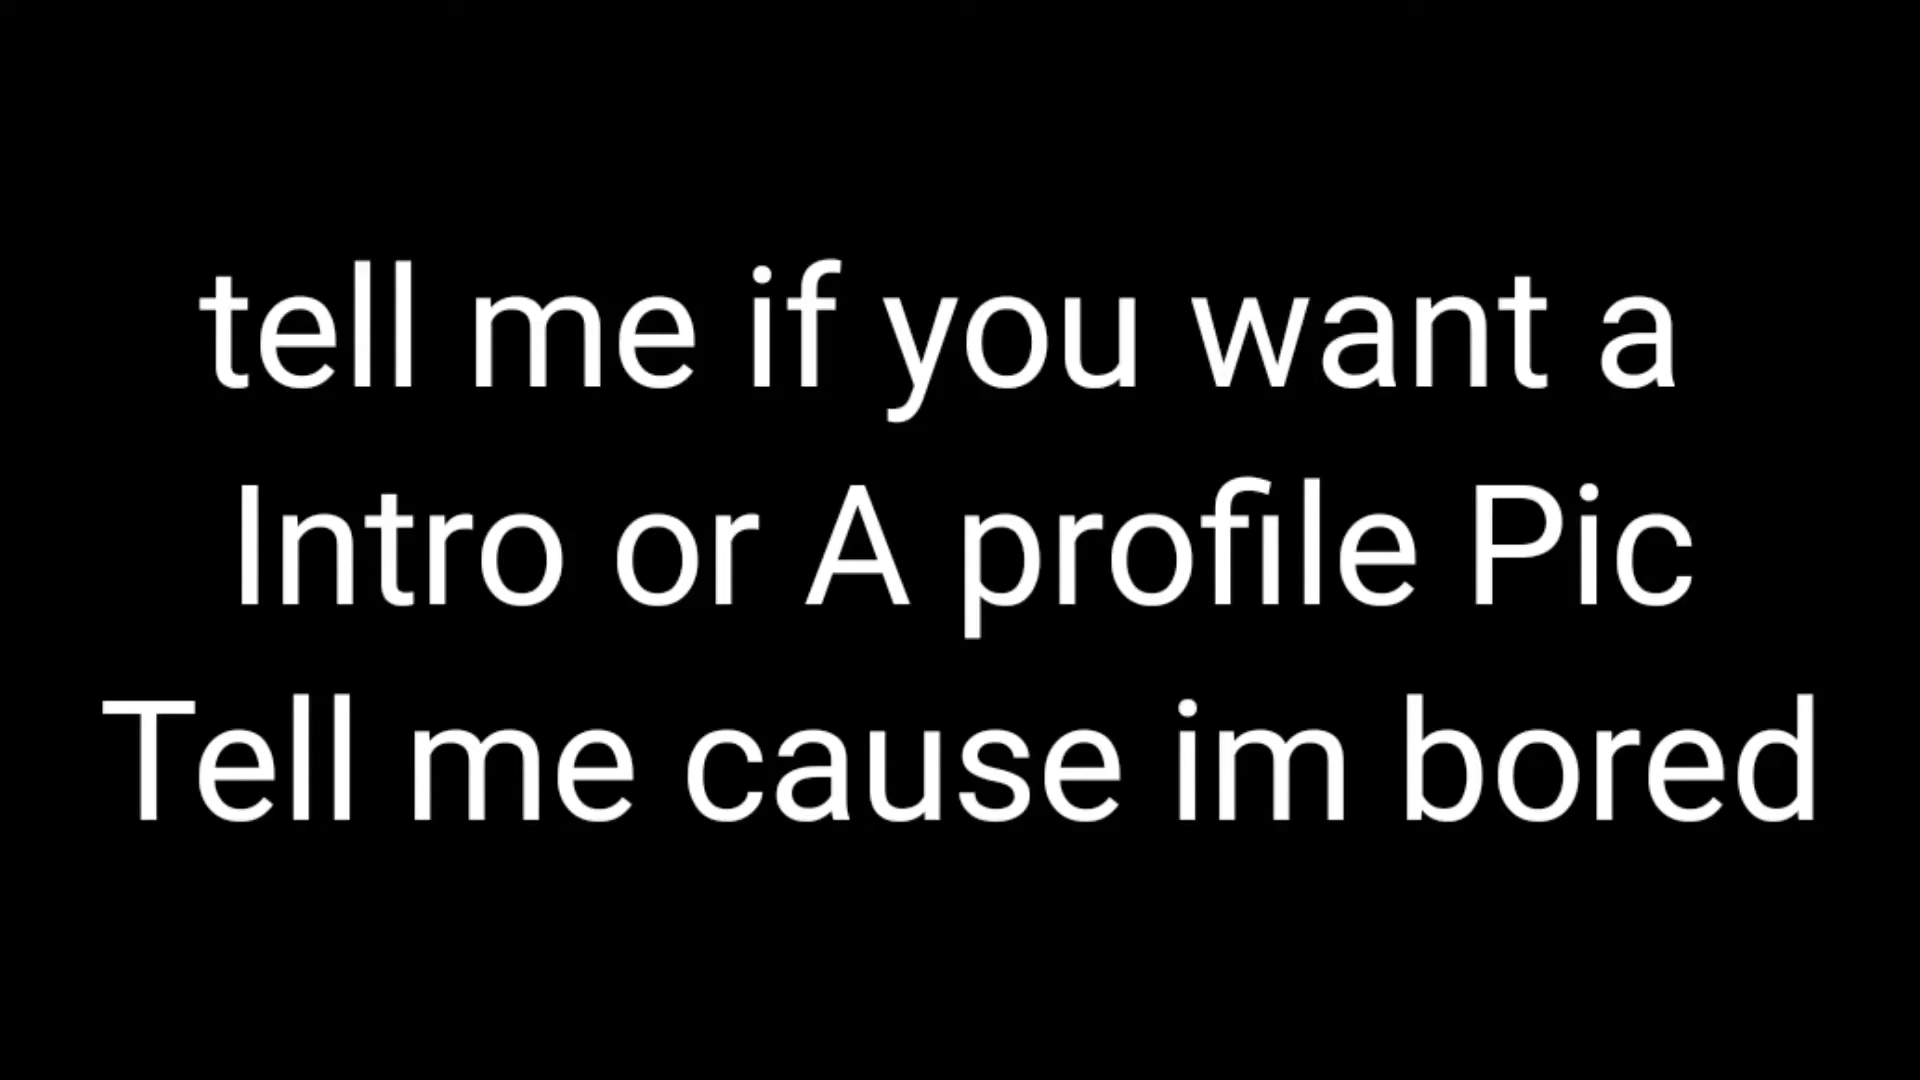 tell me if you want a
Intro or A profile Pic
Tell me cause im bored